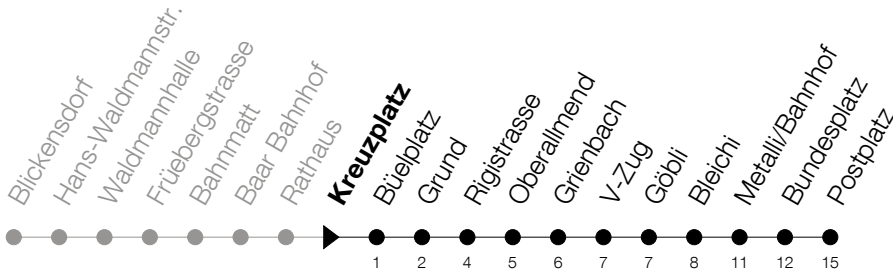 Blickensdorf
Hans-Waldmannstr.
Waldmannhalle
Früebergstrasse
Bahnmatt
Baar Bahnhof
Rathaus
Kreuzplatz
Büelplatz
Grund
Rigistrasse
Oberallmend
Grienbach
V-Zug
Göbli
Bleichi
Metalli/Bahnhof
Bundesplatz
Postplatz
1 2 4 5 6 7 7 8 11 12 15